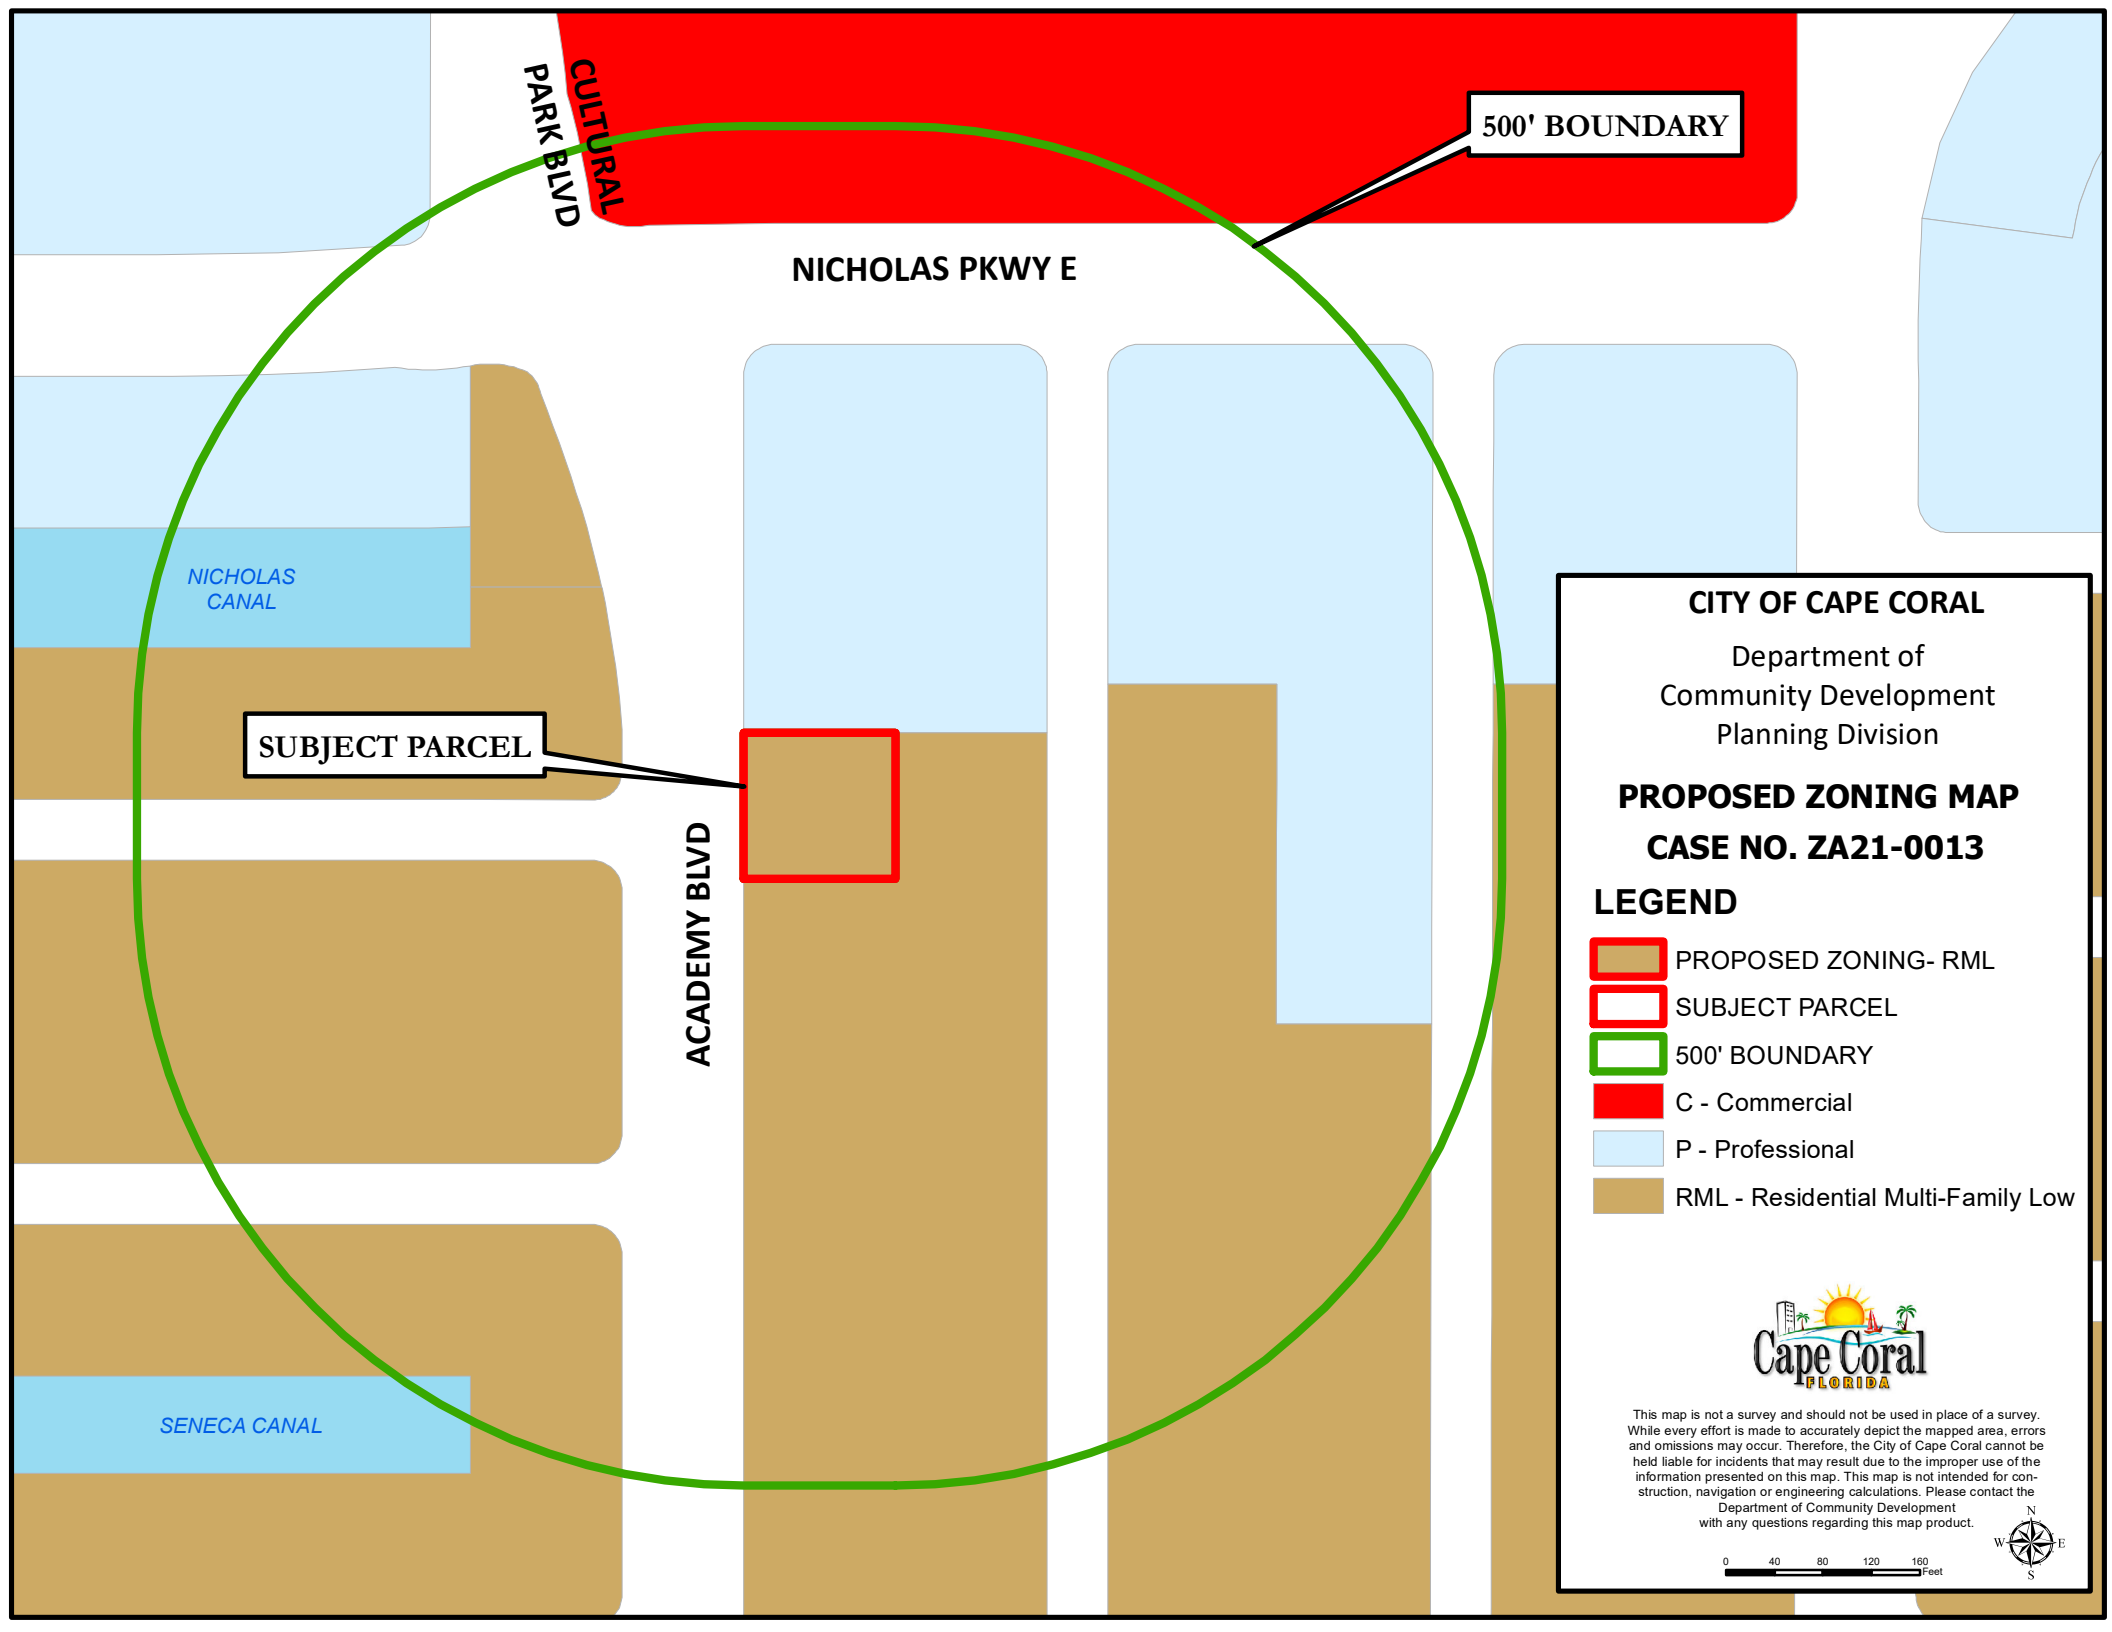 CULTURAL
PARK BLVD
500' BOUNDARY
NICHOLAS PKWY E
NICHOLAS
CANAL
SUBJECT PARCEL
ACADEMY BLVD
SENECA CANAL
CITY OF CAPE CORAL
Department of
Community Development
Planning Division
PROPOSED ZONING MAP
CASE NO. ZA21-0013
LEGEND
PROPOSED ZONING- RML
SUBJECT PARCEL
500' BOUNDARY
C - Commercial
P - Professional
RML - Residential Multi-Family Low
Cape Coral
FLORIDA
This map is not a survey and should not be used in place of a survey.
While every effort is made to accurately depict the mapped area, errors
and omissions may occur. Therefore, the City of Cape Coral cannot be
held liable for incidents that may result due to the improper use of the
information presented on this map. This map is not intended for con-
struction, navigation or engineering calculations. Please contact the
Department of Community Development
with any questions regarding this map product.
N
W E
S
0 40 80 120 160
Feet